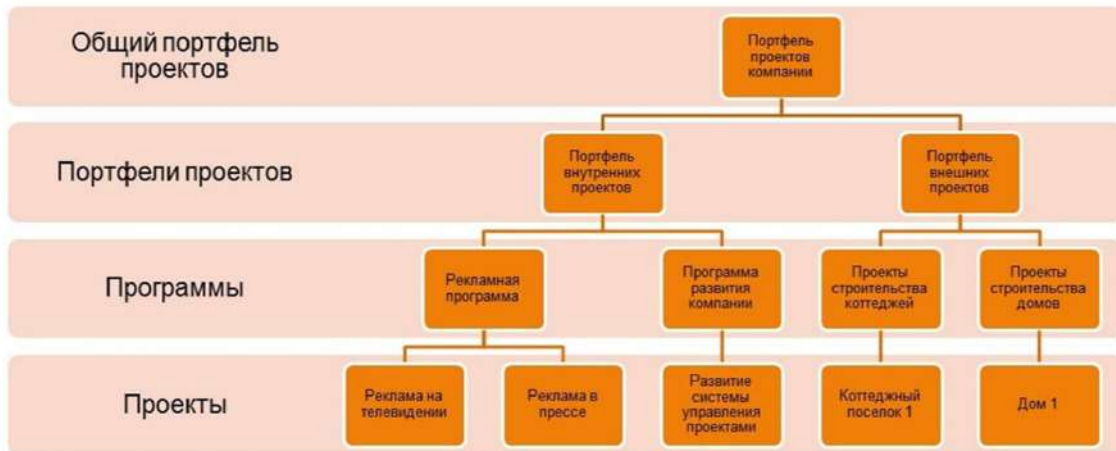 Общий портфель
проектов
Портфель
проектов
компании
Портфели проектов
Портфель
внутренних
проектов
Портфель
внешних
проектов
Программы
Рекламная
программа
Программа
развития
компании
Проекты
строительства
коттеджей
Проекты
строительства
домов
Проекты
Реклама на
телевидении
Реклама в
прессе
Развитие
системы
управления
проектами
Коттеджный
поселок 1
Дом 1